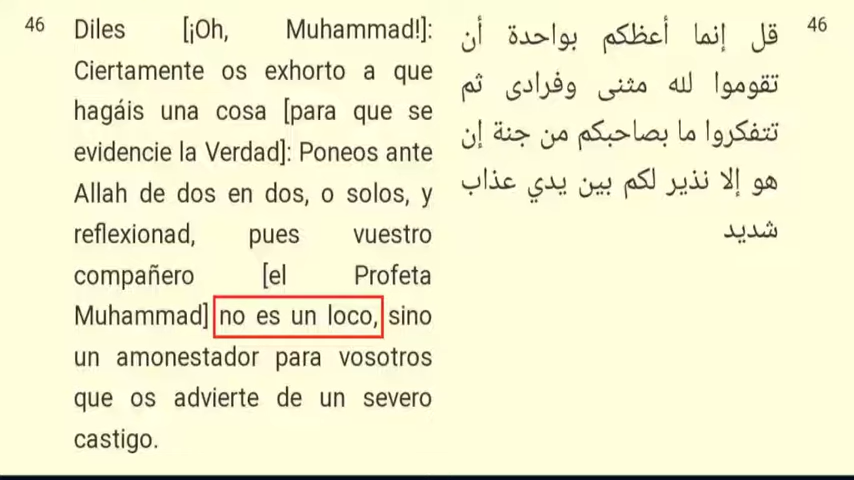 46
Diles [¡Oh, Muhammad!]:
Ciertamente os exhorto a que
hagáis una cosa [para que se
evidencie la Verdad]: Poneos ante
Allah de dos en dos, o solos, y
reflexionad, pues vuestro
compañero [el Profeta
Muhammad] no es un loco, sino
un amonestador para vosotros
que os advierte de un severo
castigo.
46
قل إنما أعظكم بواحدة أن
تقوموا لله مثنى وفرادى ثم
تتفكروا ما بصاحبكم من جنة إن
هو إلا نذير لكم بين يدي عذاب
شديد